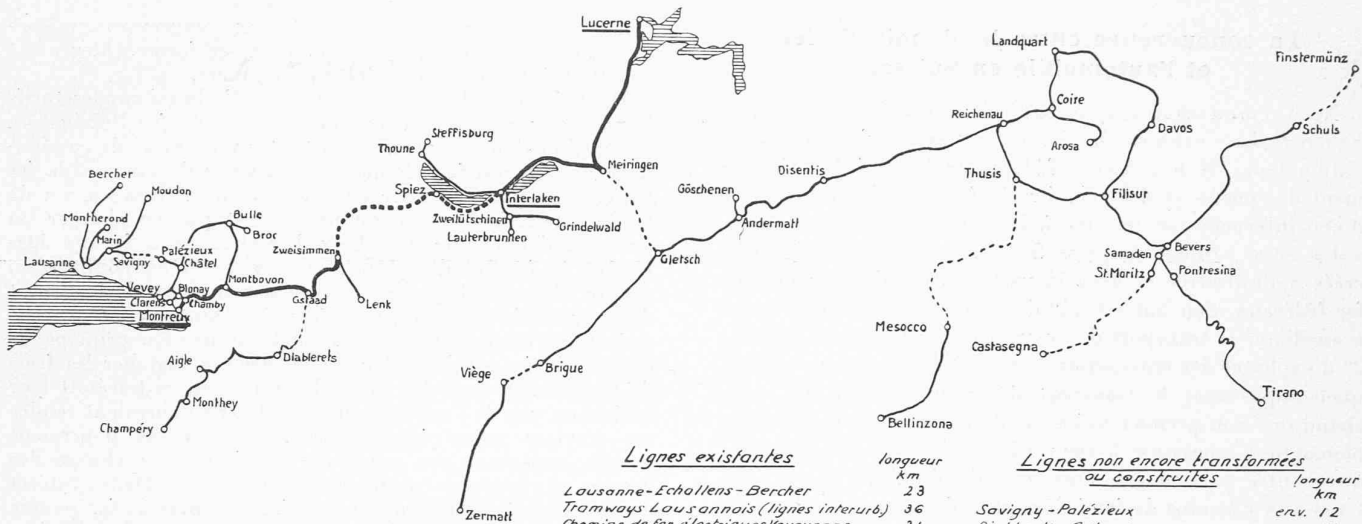 Lucerne
Landquart
Finstermünz
Steffisburg
Thoune
Meiringen
Reichenau
Coire
Arosa
Davos
Schuls
Bercher
Moudon
Montherond
Marin
Savigny
Lausanne
Palézieux
Châtel
Bulle
Broc
Spiez
Interlaken
Zweilütschinen
Lauterbrunnen
Grindelwald
Göschenen
Andermatt
Disentis
Thusis
Filisur
Zweisimmen
Gletsch
Samaden
Bevers
St. Moritz
Pontresina
Vevey
Blonay
Clarens
Chamby
Montreux
Montbovon
Gstaad
Lenk
Mesocco
Castasegna
Aigle
Diablerets
Viège
Brigue
Tirano
Monthey
Champéry
Bellinzona
Zermatt
Lignes existantes
longueur
km
Lausanne-Echallens-Bercher 23
Tramways Lausannois (lignes interurb.) 36
Lignes non encore transformées
ou construites
longueur
km
Savigny-Palézieux env. 12